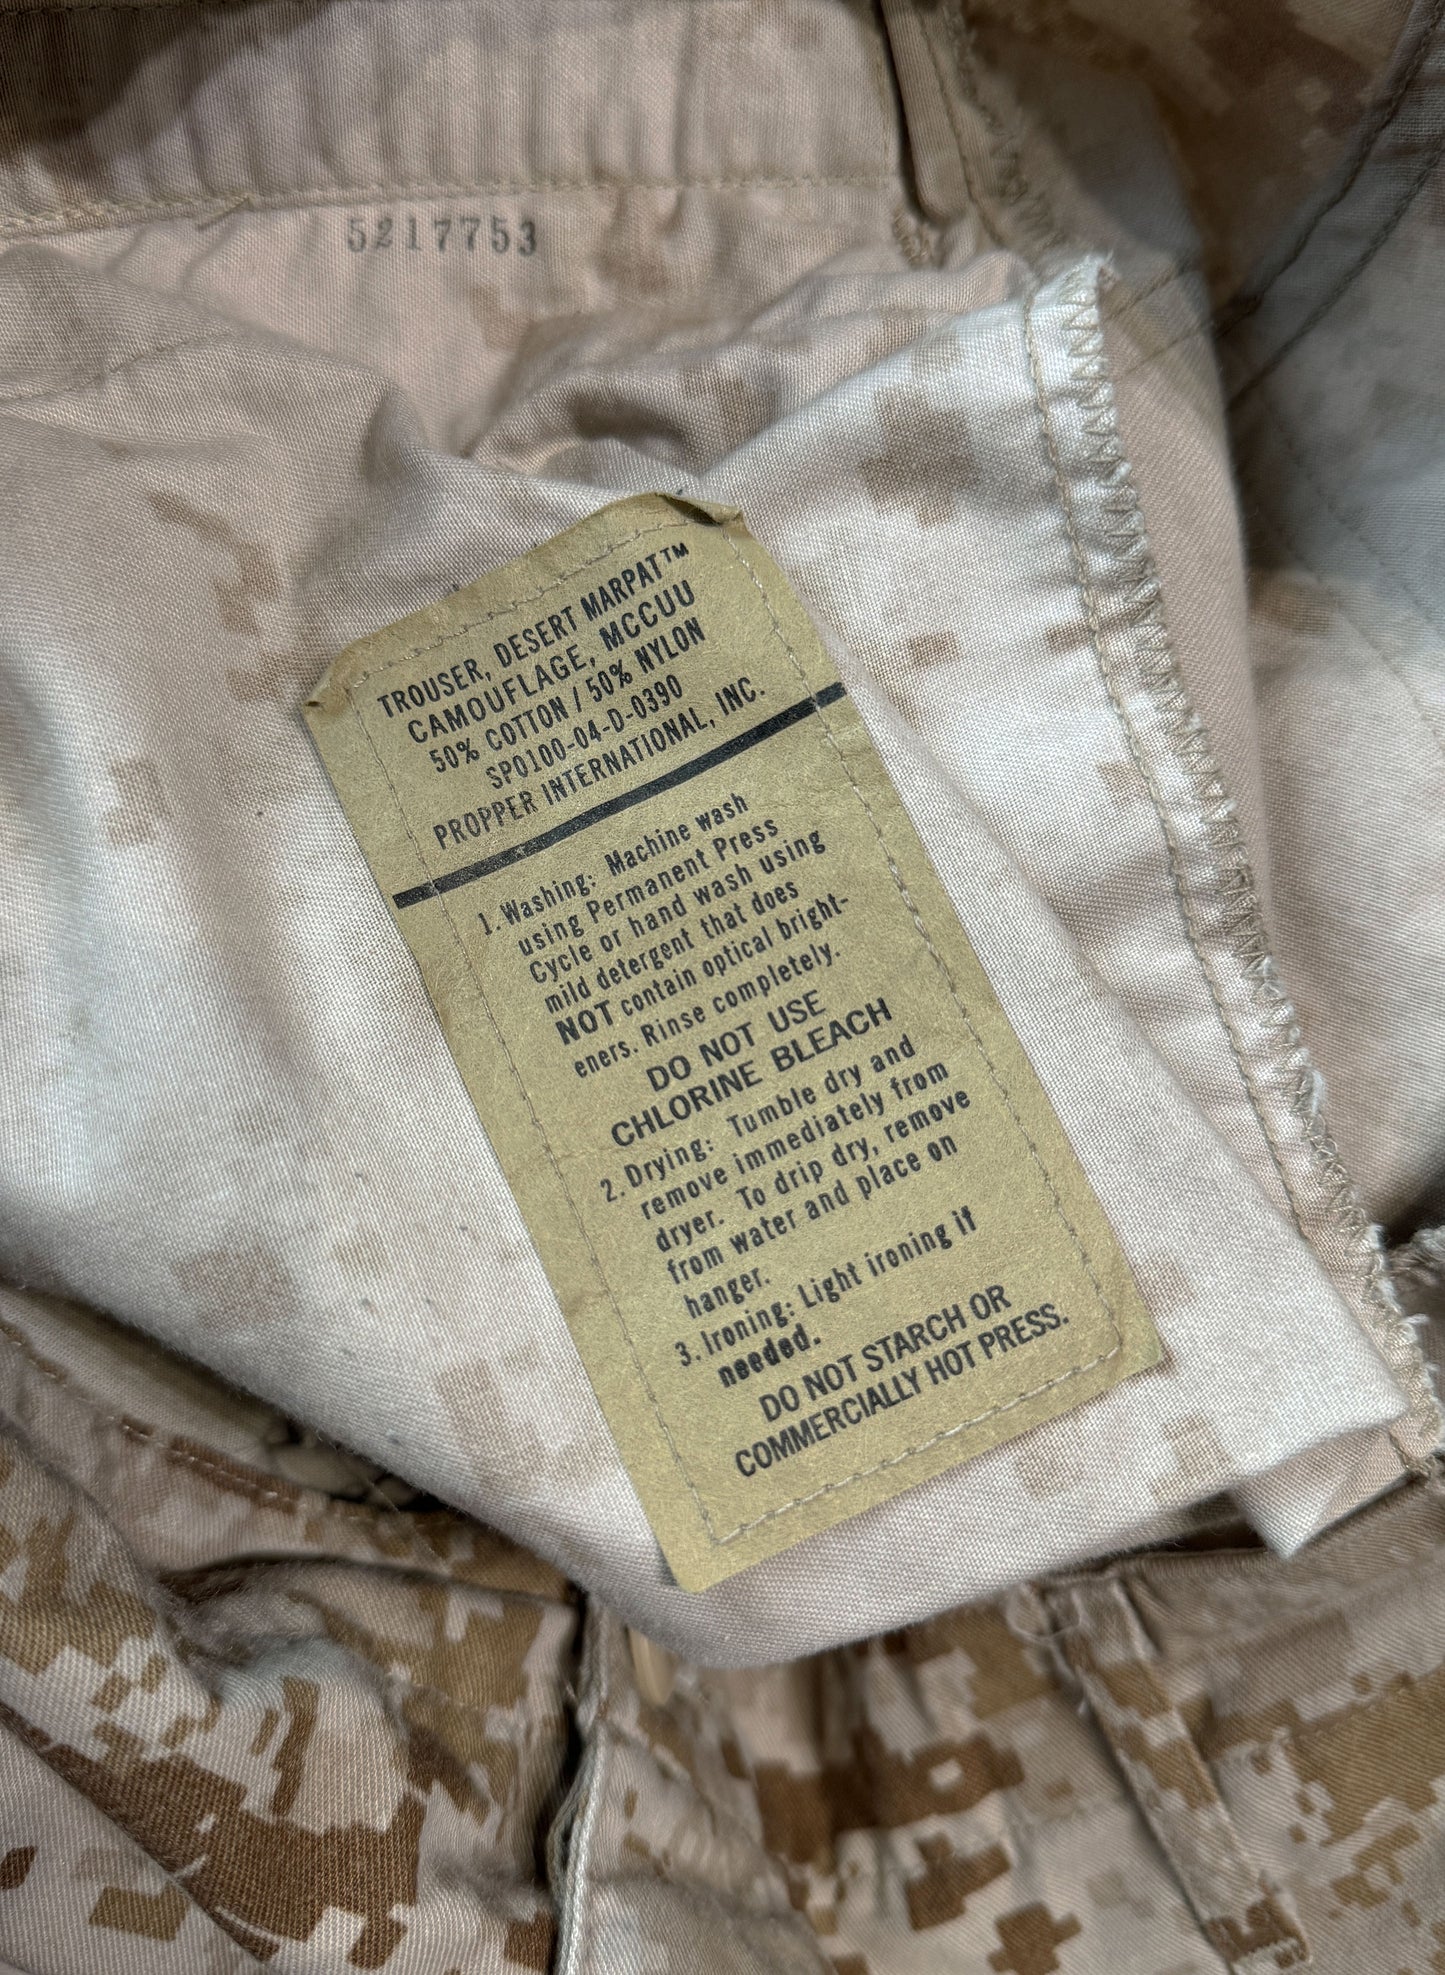 5217753
TROUSER, DESERT MARPAT™
CAMOUFLAGE, MCCUU
50% COTTON / 50% NYLON
SPO100-04-D-0390
PROPPER INTERNATIONAL, INC.
1. Washing: Machine wash
using Permanent Press
Cycle or hand wash using
mild detergent that does
NOT contain optical bright-
eners. Rinse completely.
DO NOT USE
CHLORINE BLEACH
2. Drying: Tumble dry and
remove immediately from
dryer. To drip dry, remove
from water and place on
hanger.
3. Ironing: Light ironing if
needed.
DO NOT STARCH OR
COMMERCIALLY HOT PRESS.